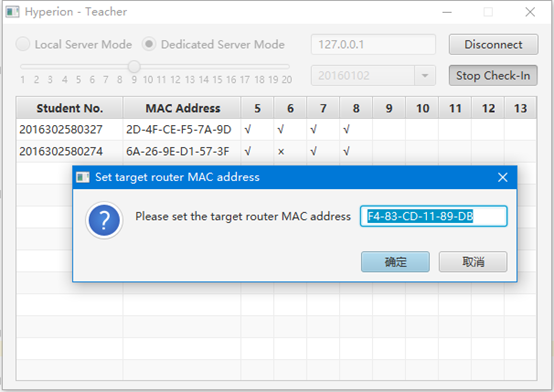 Hyperion - Teacher
Local Server Mode Dedicated Server Mode 127.0.0.1 Disconnect
1 2 3 4 5 6 7 8 9 10 11 12 13 14 15 16 17 18 19 20 20160102 Stop Check-In
Student No. MAC Address 5 6 7 8 9 10 11 12 13
2016302580327 2D-4F-CE-F5-7A-9D √ √ √ √
2016302580274 6A-26-9E-D1-57-3F √ × √ √
Set target router MAC address
Please set the target router MAC address F4-83-CD-11-89-DB
确定 取消